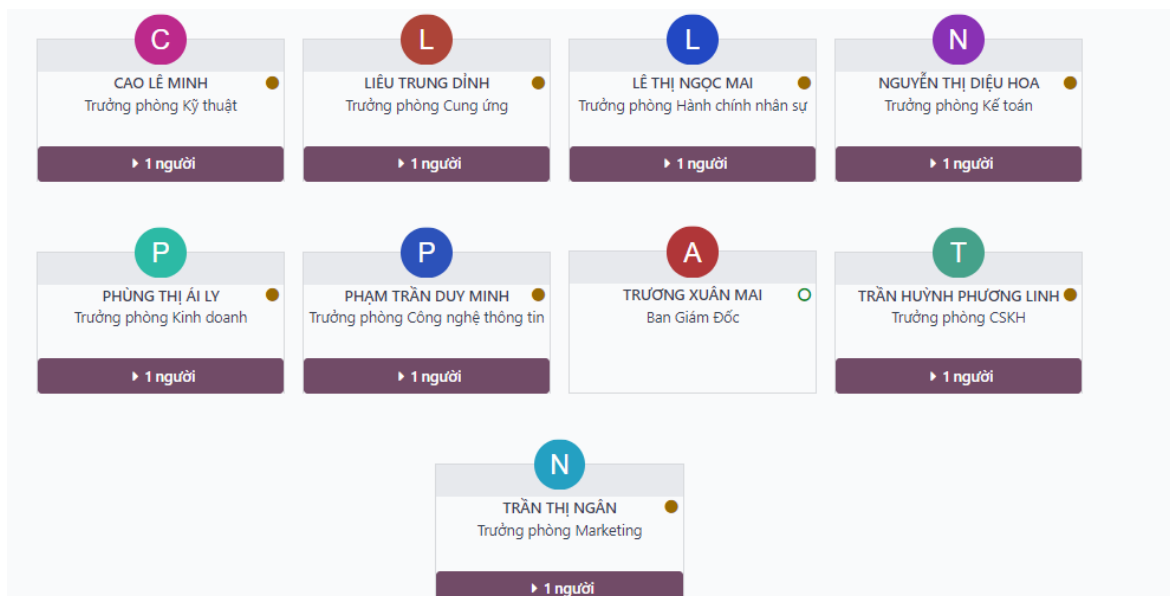 C
CAO LÊ MINH
Trưởng phòng Kỹ thuật
1 người
L
LIÊU TRUNG DỈNH
Trưởng phòng Cung ứng
1 người
L
LÊ THỊ NGỌC MAI
Trưởng phòng Hành chính nhân sự
1 người
N
NGUYỄN THỊ DIỆU HOA
Trưởng phòng Kế toán
1 người
P
PHÙNG THỊ ÁI LY
Trưởng phòng Kinh doanh
1 người
P
PHẠM TRẦN DUY MINH
Trưởng phòng Công nghệ thông tin
1 người
A
TRƯƠNG XUÂN MAI
Ban Giám Đốc
T
TRẦN HUỲNH PHƯƠNG LINH
Trưởng phòng CSKH
1 người
N
TRẦN THỊ NGÂN
Trưởng phòng Marketing
1 người